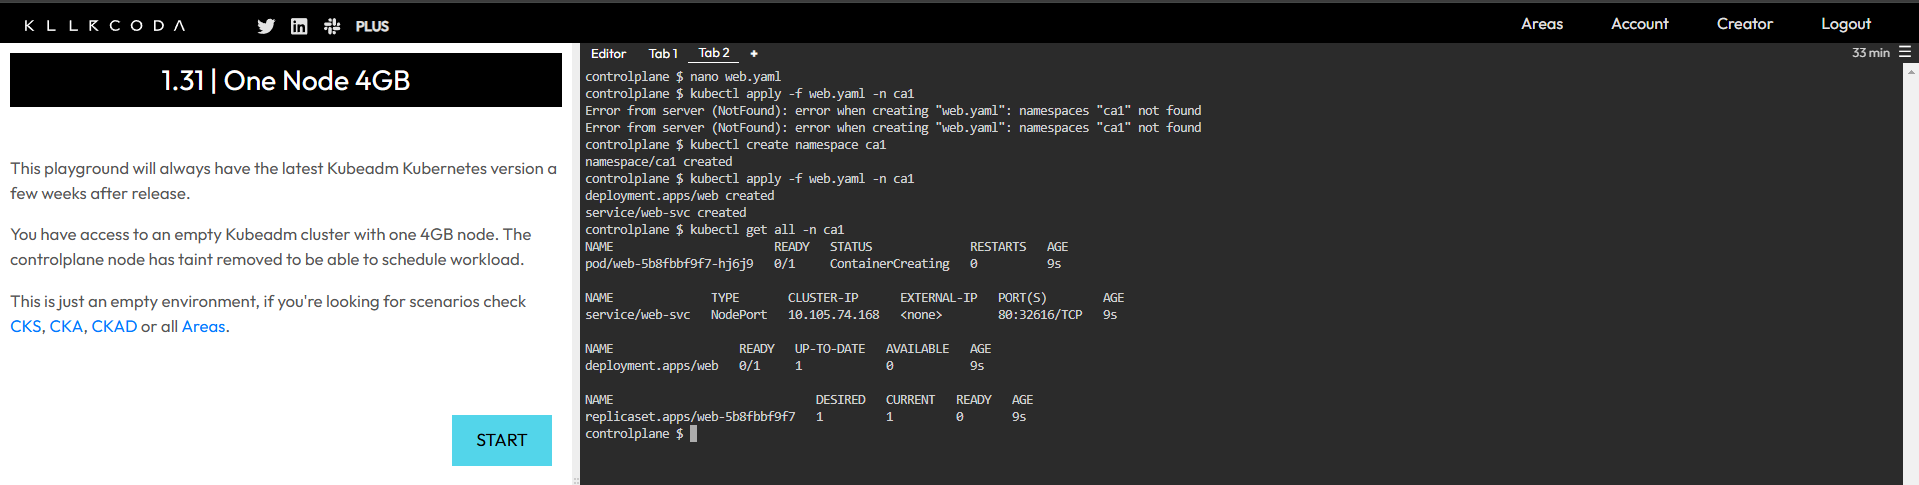 KLLRCODA PLUS Areas Account Creator Logout
1.31 | One Node 4GB
This playground will always have the latest Kubeadm Kubernetes version a
few weeks after release.
You have access to an empty Kubeadm cluster with one 4GB node. The
controlplane node has taint removed to be able to schedule workload.
This is just an empty environment, if you're looking for scenarios check
CKS, CKA, CKAD or all Areas.
START
Editor Tab 1 Tab 2 + 33 min
controlplane $ nano web.yaml
controlplane $ kubectl apply -f web.yaml -n ca1
Error from server (NotFound): error when creating "web.yaml": namespaces "ca1" not found
Error from server (NotFound): error when creating "web.yaml": namespaces "ca1" not found
controlplane $ kubectl create namespace ca1
namespace/ca1 created
controlplane $ kubectl apply -f web.yaml -n ca1
deployment.apps/web created
service/web-svc created
controlplane $ kubectl get all -n ca1
NAME READY STATUS RESTARTS AGE
pod/web-5b8fbbf9f7-hj6j9 0/1 ContainerCreating 0 9s
NAME TYPE CLUSTER-IP EXTERNAL-IP PORT(S) AGE
service/web-svc NodePort 10.105.74.168 <none> 80:32616/TCP 9s
NAME READY UP-TO-DATE AVAILABLE AGE
deployment.apps/web 0/1 1 0 9s
NAME DESIRED CURRENT READY AGE
replicaset.apps/web-5b8fbbf9f7 1 1 0 9s
controlplane $